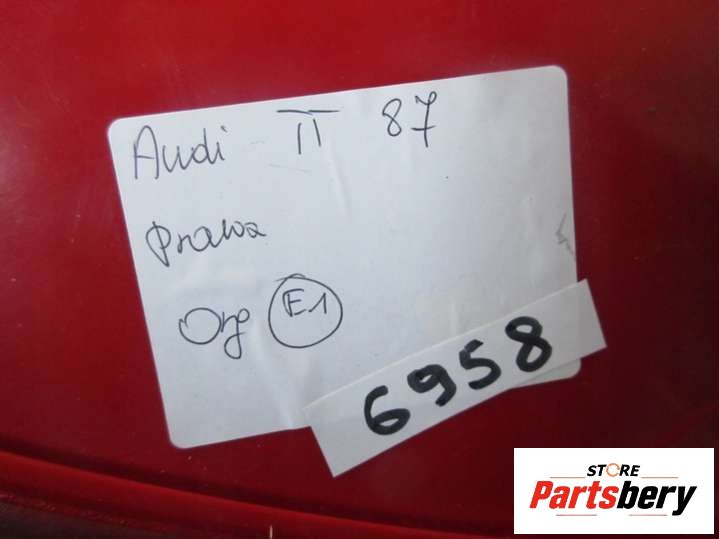 Audi TT 87
Prawa
Org E1
6958
STORE
Partsbery